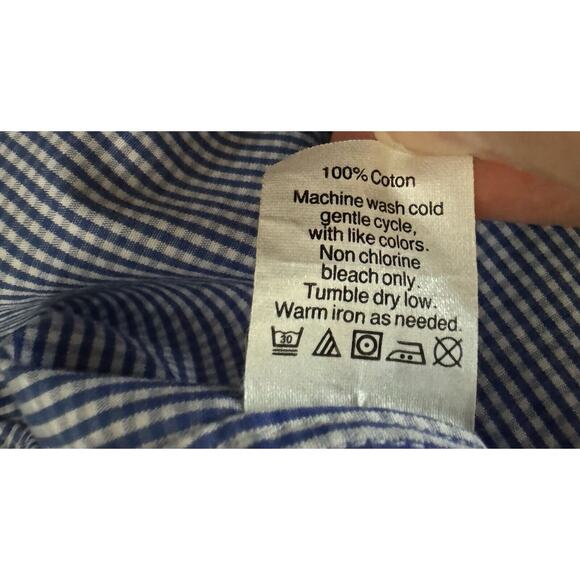 100% Coton
Machine wash cold
gentle cycle,
with like colors.
Non chlorine
bleach only.
Tumble dry low.
Warm iron as needed.
30